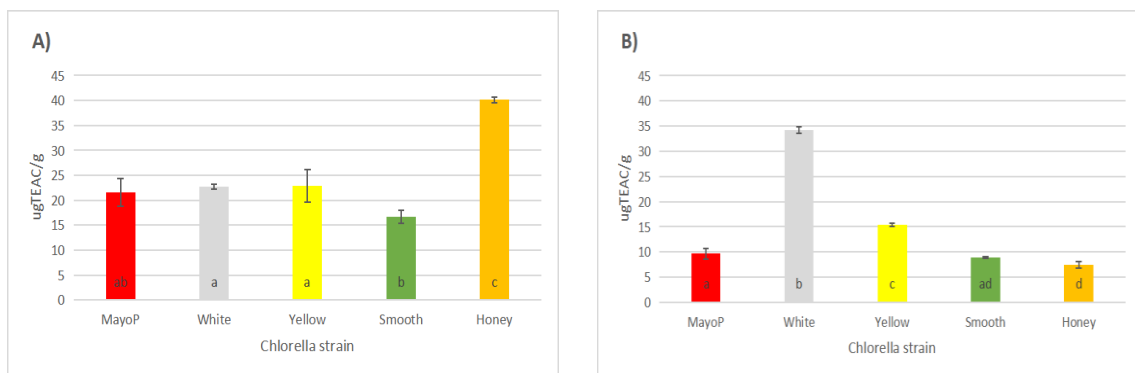 A)
45
40
35
30
25
20
15
10
5
0
ugTEAC/g
ab
a
a
b
c
MayoP White Yellow Smooth Honey
Chlorella strain
B)
45
40
35
30
25
20
15
10
5
0
ugTEAC/g
a
b
c
ad
d
MayoP White Yellow Smooth Honey
Chlorella strain